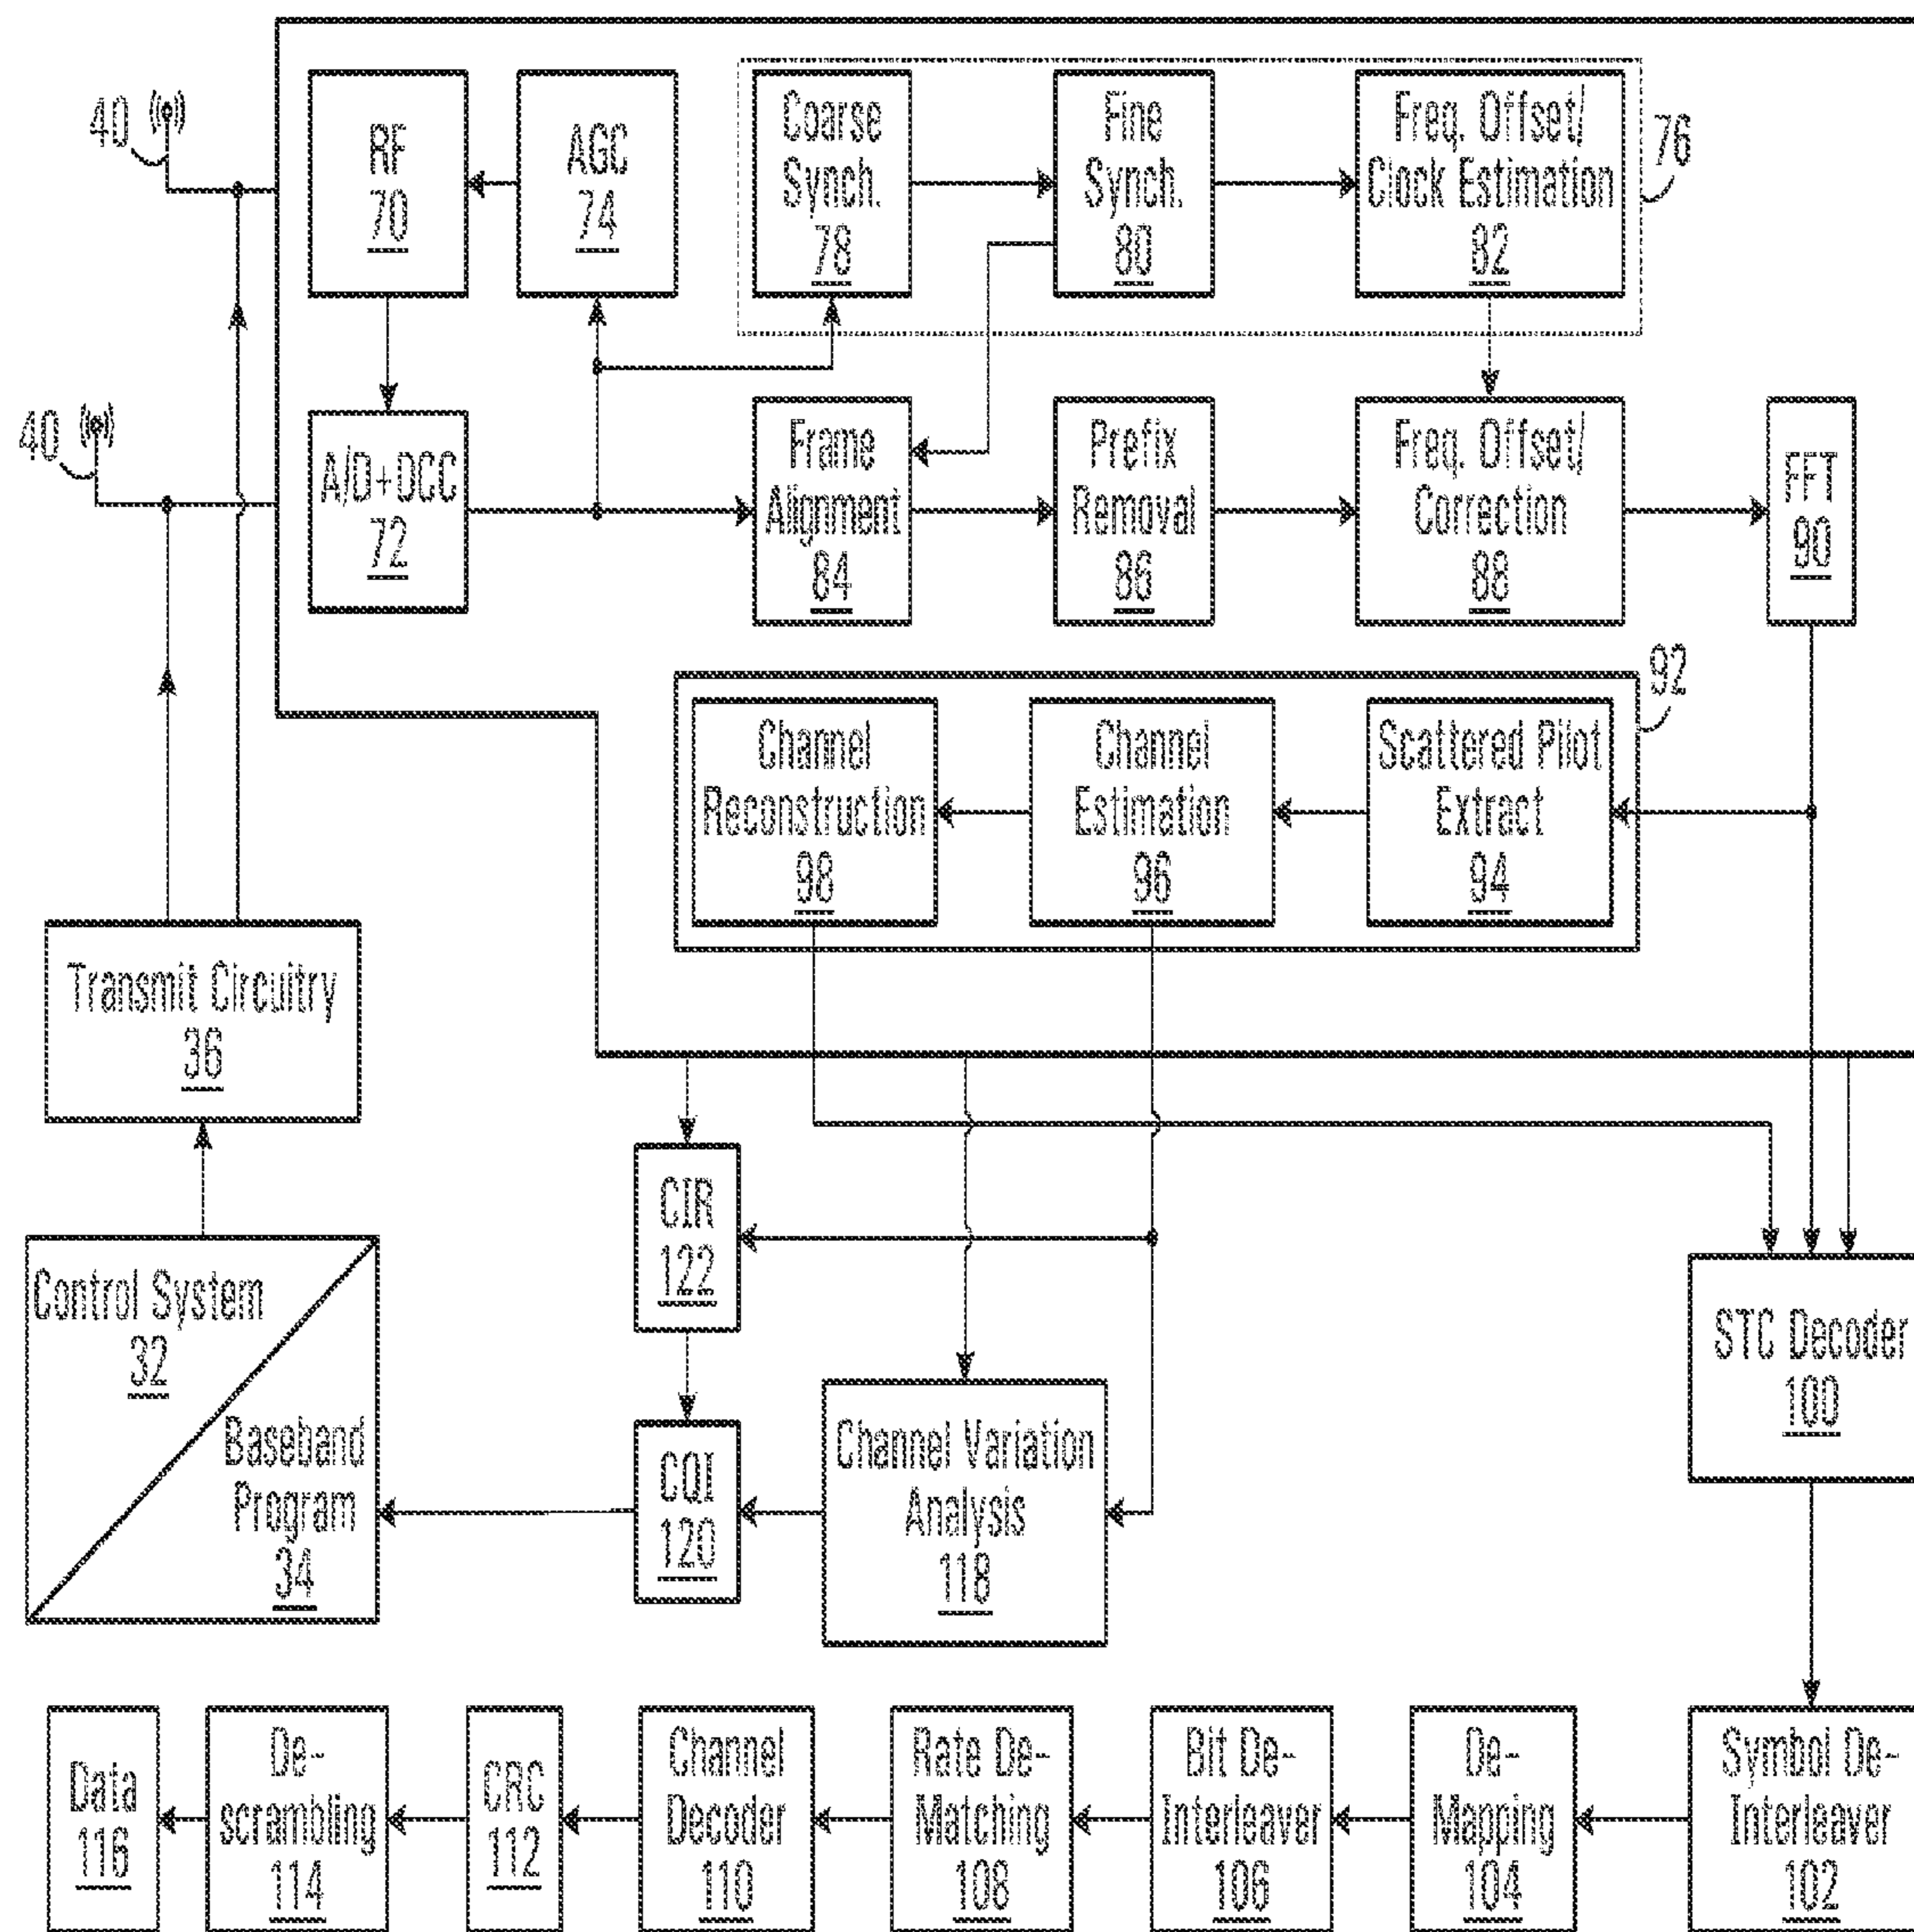 40
RF
70
AGC
74
Coarse
Synch.
78
Fine
Synch.
80
Freq. Offset/
Clock Estimation
82
76
40
A/D+DCC
72
Frame
Alignment
84
Prefix
Removal
86
Freq. Offset/
Correction
88
FFT
90
92
Channel
Reconstruction
98
Channel
Estimation
96
Scattered Pilot
Extract
94
Transmit Circuitry
36
CIR
122
Control System
32
Baseband
Program
34
CQI
120
Channel Variation
Analysis
118
STC Decoder
100
Data
116
De-
scrambling
114
CRC
112
Channel
Decoder
110
Rate De-
Matching
108
Bit De-
Interleaver
106
De-
Mapping
104
Symbol De-
Interleaver
102